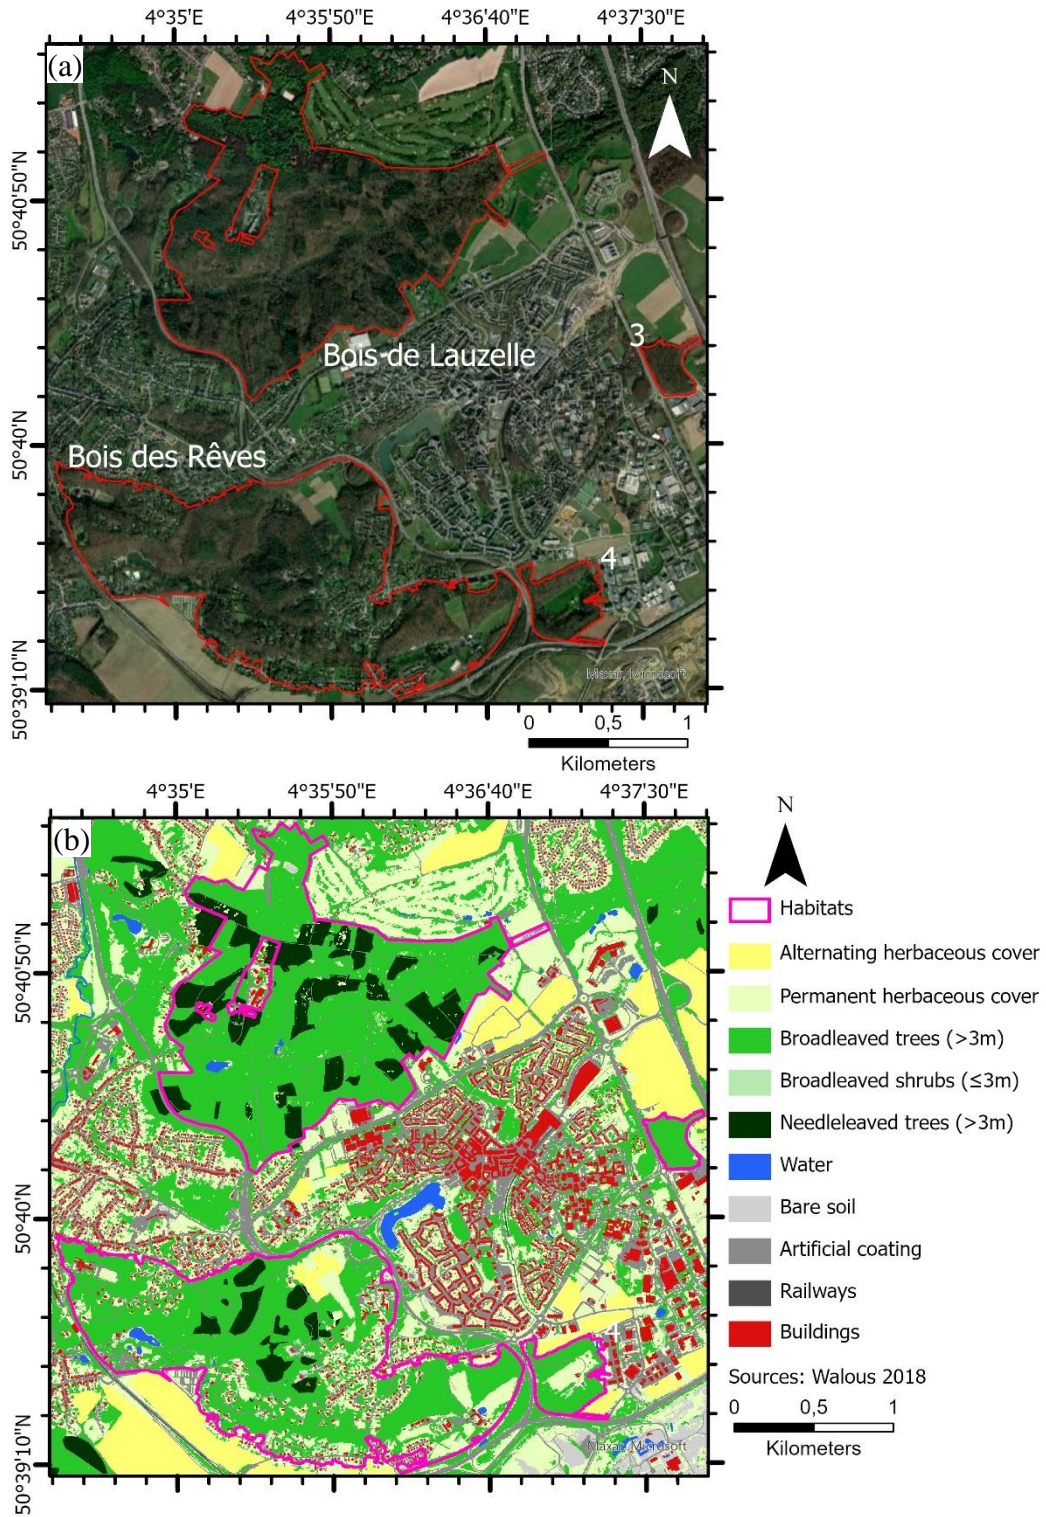 4°35'E 4°35'50"E 4°36'40"E 4°37'30"E
(a)
N
50°40'50"N
3
Bois de Lauzelle
50°40'N
Bois des Rêves
4
50°39'10"N
Maxar, Microsoft
0 0,5 1
Kilometers
4°35'E 4°35'50"E 4°36'40"E 4°37'30"E
(b)
N
Habitats
50°40'50"N
Alternating herbaceous cover
Permanent herbaceous cover
Broadleaved trees (>3m)
Broadleaved shrubs (≤3m)
Needleleaved trees (>3m)
Water
Bare soil
50°40'N
Artificial coating
Railways
Buildings
4
Sources: Walous 2018
0 0,5 1
Kilometers
Maxar, Microsoft
50°39'10"N